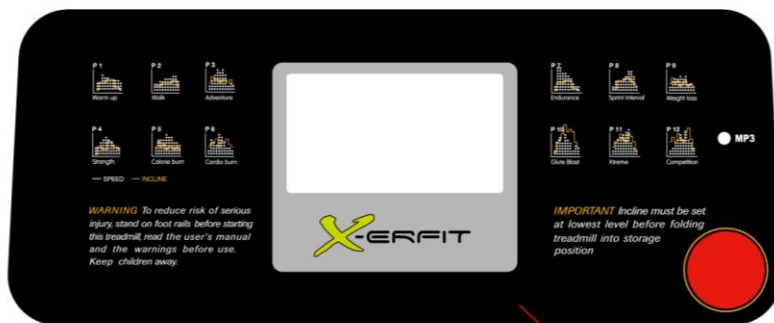 P 1
Warm up
P 2
Walk
P 3
Adventure
P 4
Strength
P 5
Calorie burn
P 6
Cardio burn
SPEED
INCLINE
WARNING To reduce risk of serious
injury, stand on foot rails before starting
this treadmill, read the user's manual
and the warnings before use.
Keep children away.
X-ERFIT
P 7
Endurance
P 8
Sprint Interval
P 9
Weight loss
P 10
Glute Blast
P 11
Xtreme
P 12
Competition
MP3
IMPORTANT Incline must be set
at lowest level before folding
treadmill into storage
position